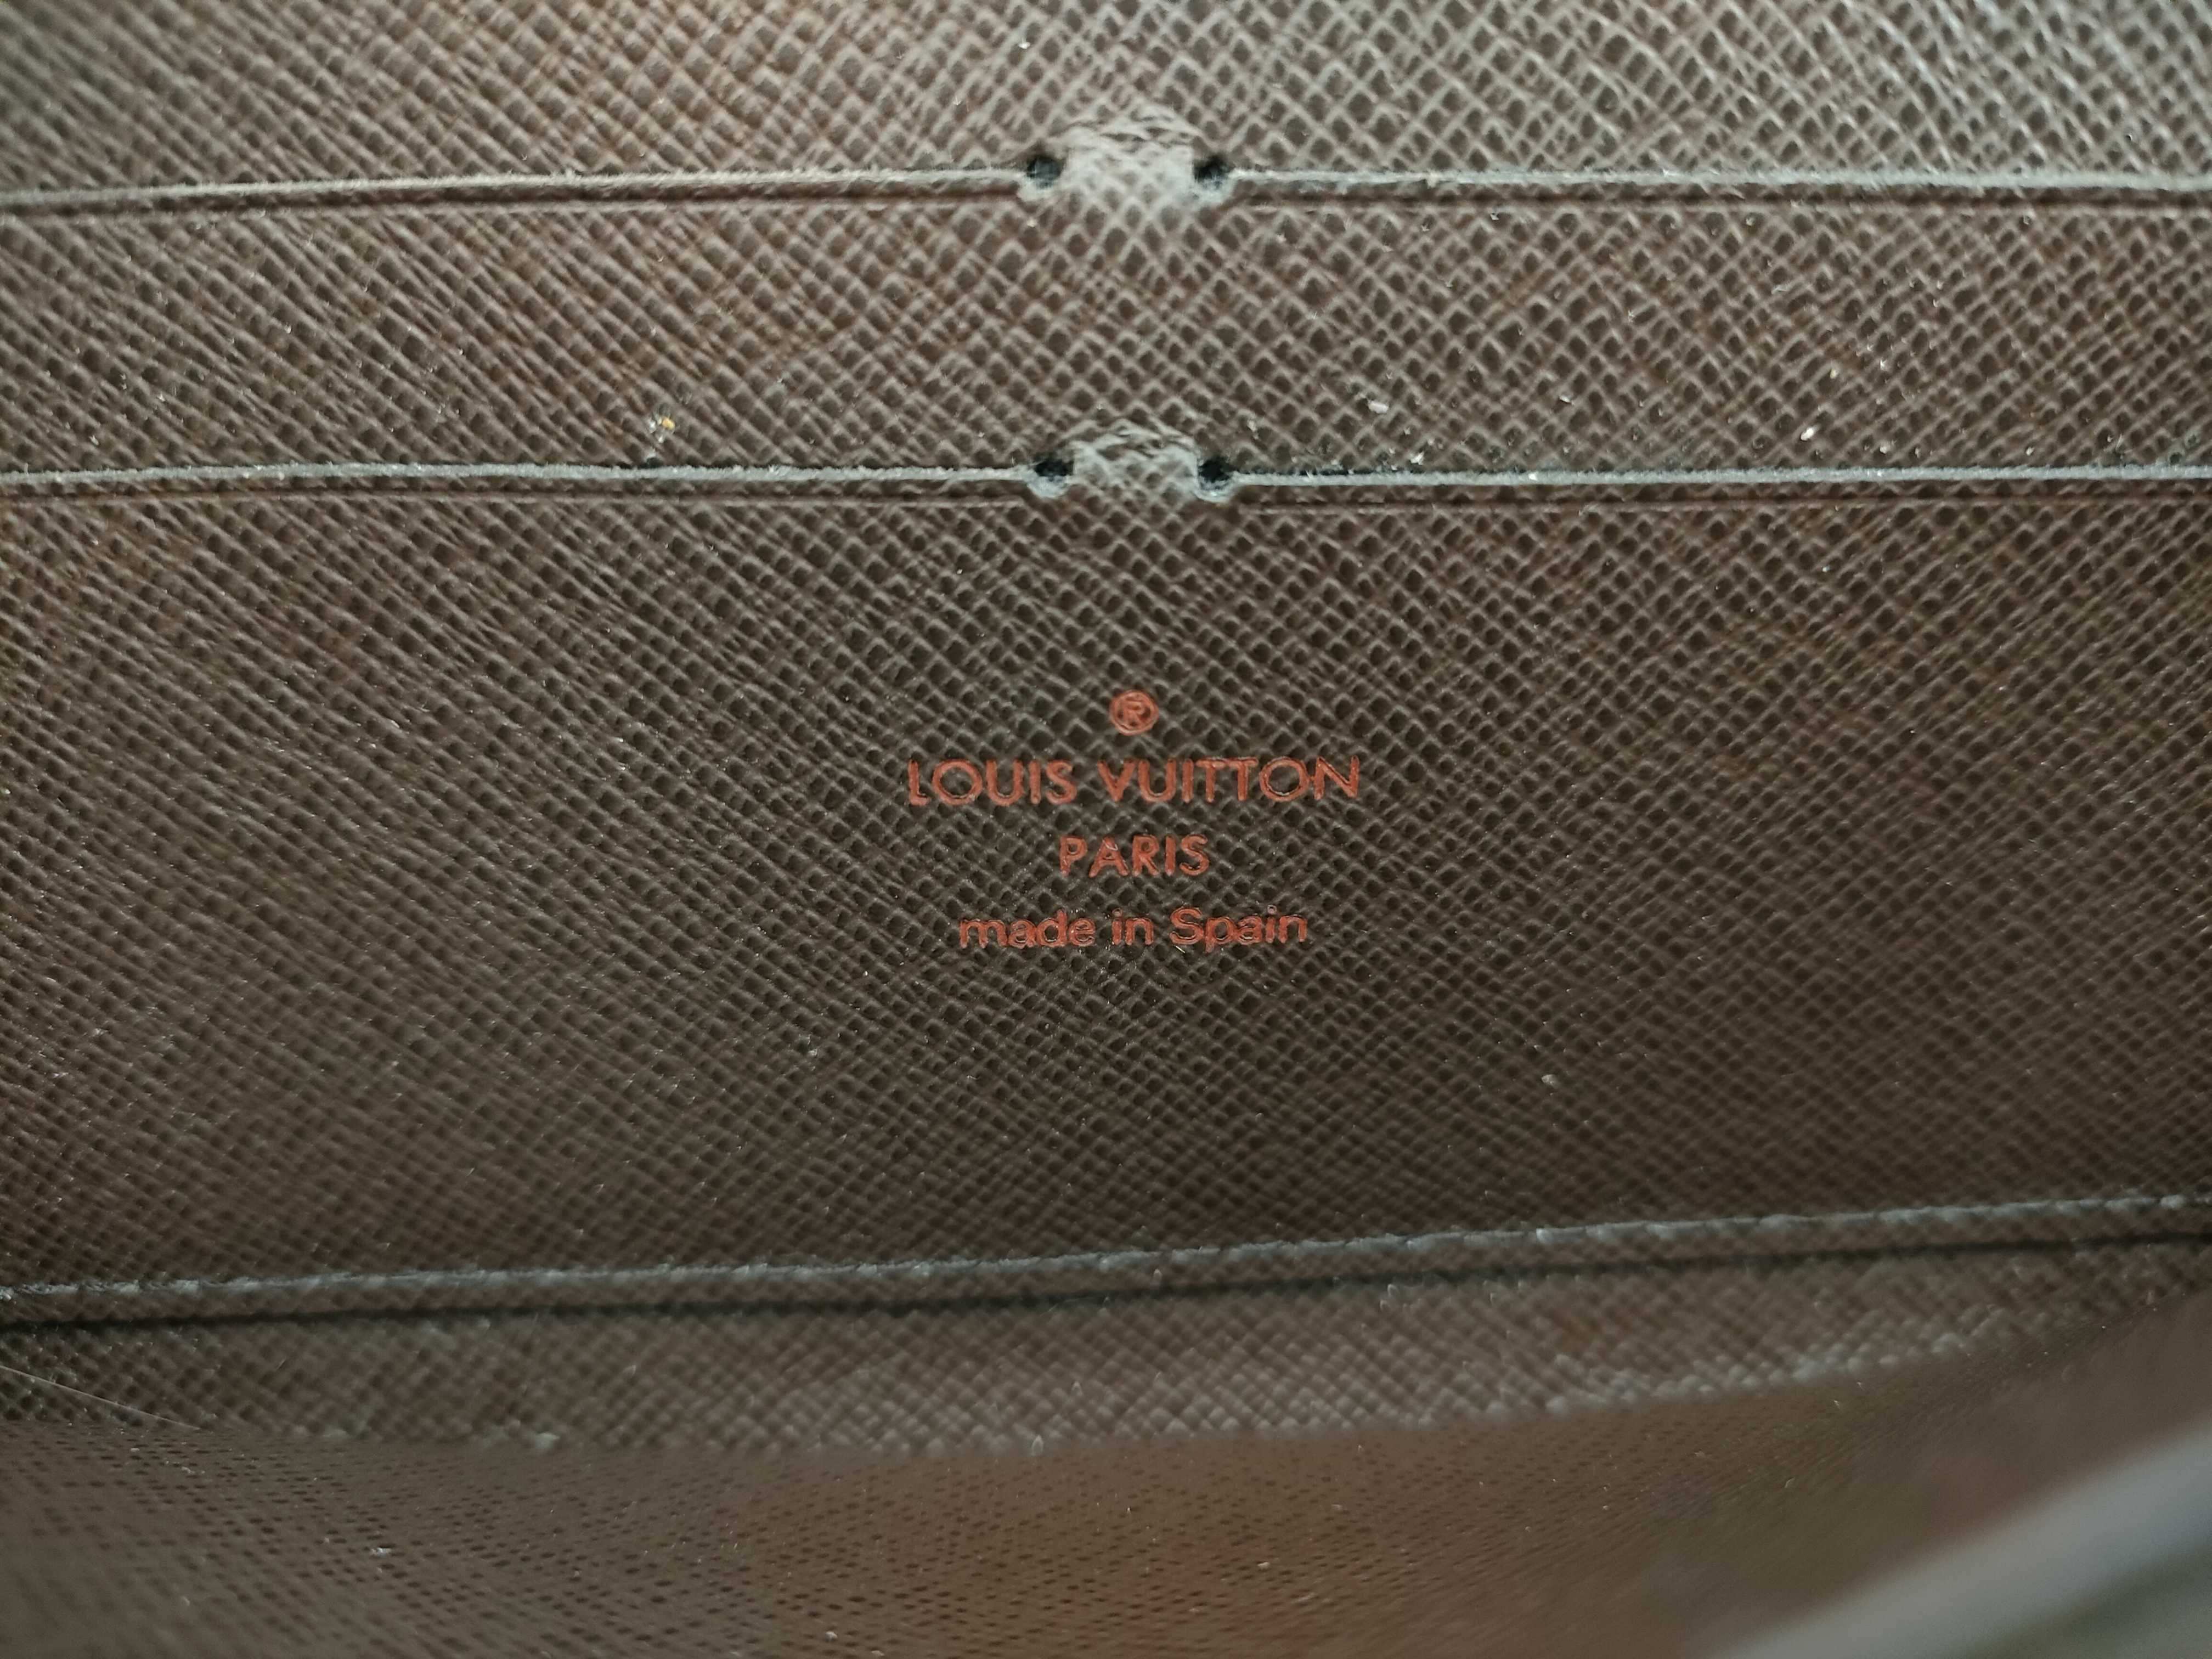 ®
LOUIS VUITTON
PARIS
made in Spain